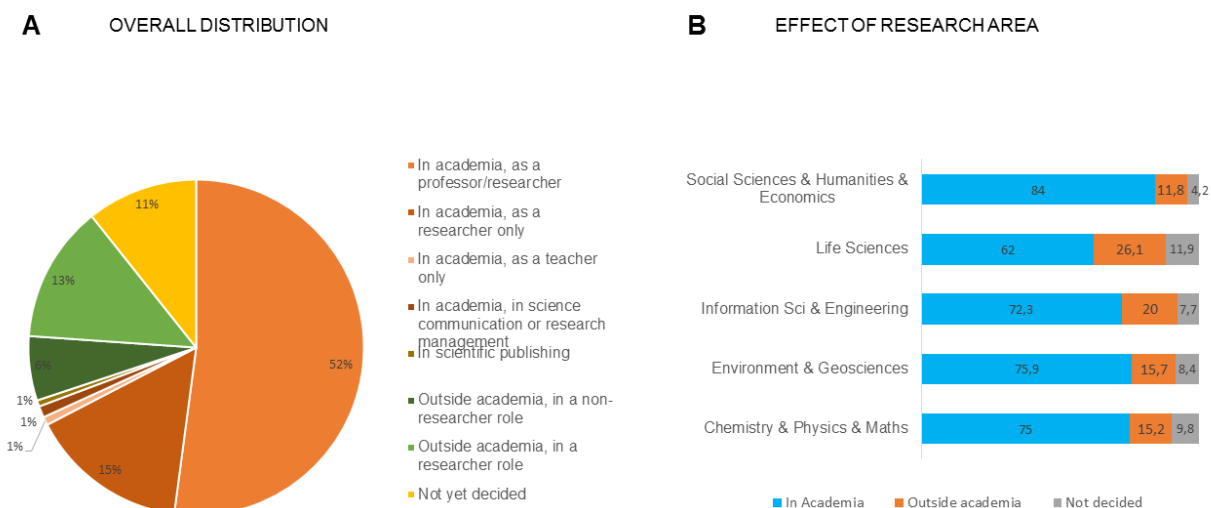 A OVERALL DISTRIBUTION
52%
15%
1%
1%
1%
6%
13%
11%
In academia, as a
professor/researcher
In academia, as a
researcher only
In academia, as a teacher
only
In academia, in science
communication or research
management
In scientific publishing
Outside academia, in a non-
researcher role
Outside academia, in a
researcher role
Not yet decided
B EFFECT OF RESEARCH AREA
Social Sciences & Humanities &
Economics
84 11,8 4,2
Life Sciences
62 26,1 11,9
Information Sci & Engineering
72,3 20 7,7
Environment & Geosciences
75,9 15,7 8,4
Chemistry & Physics & Maths
75 15,2 9,8
In Academia Outside academia Not decided